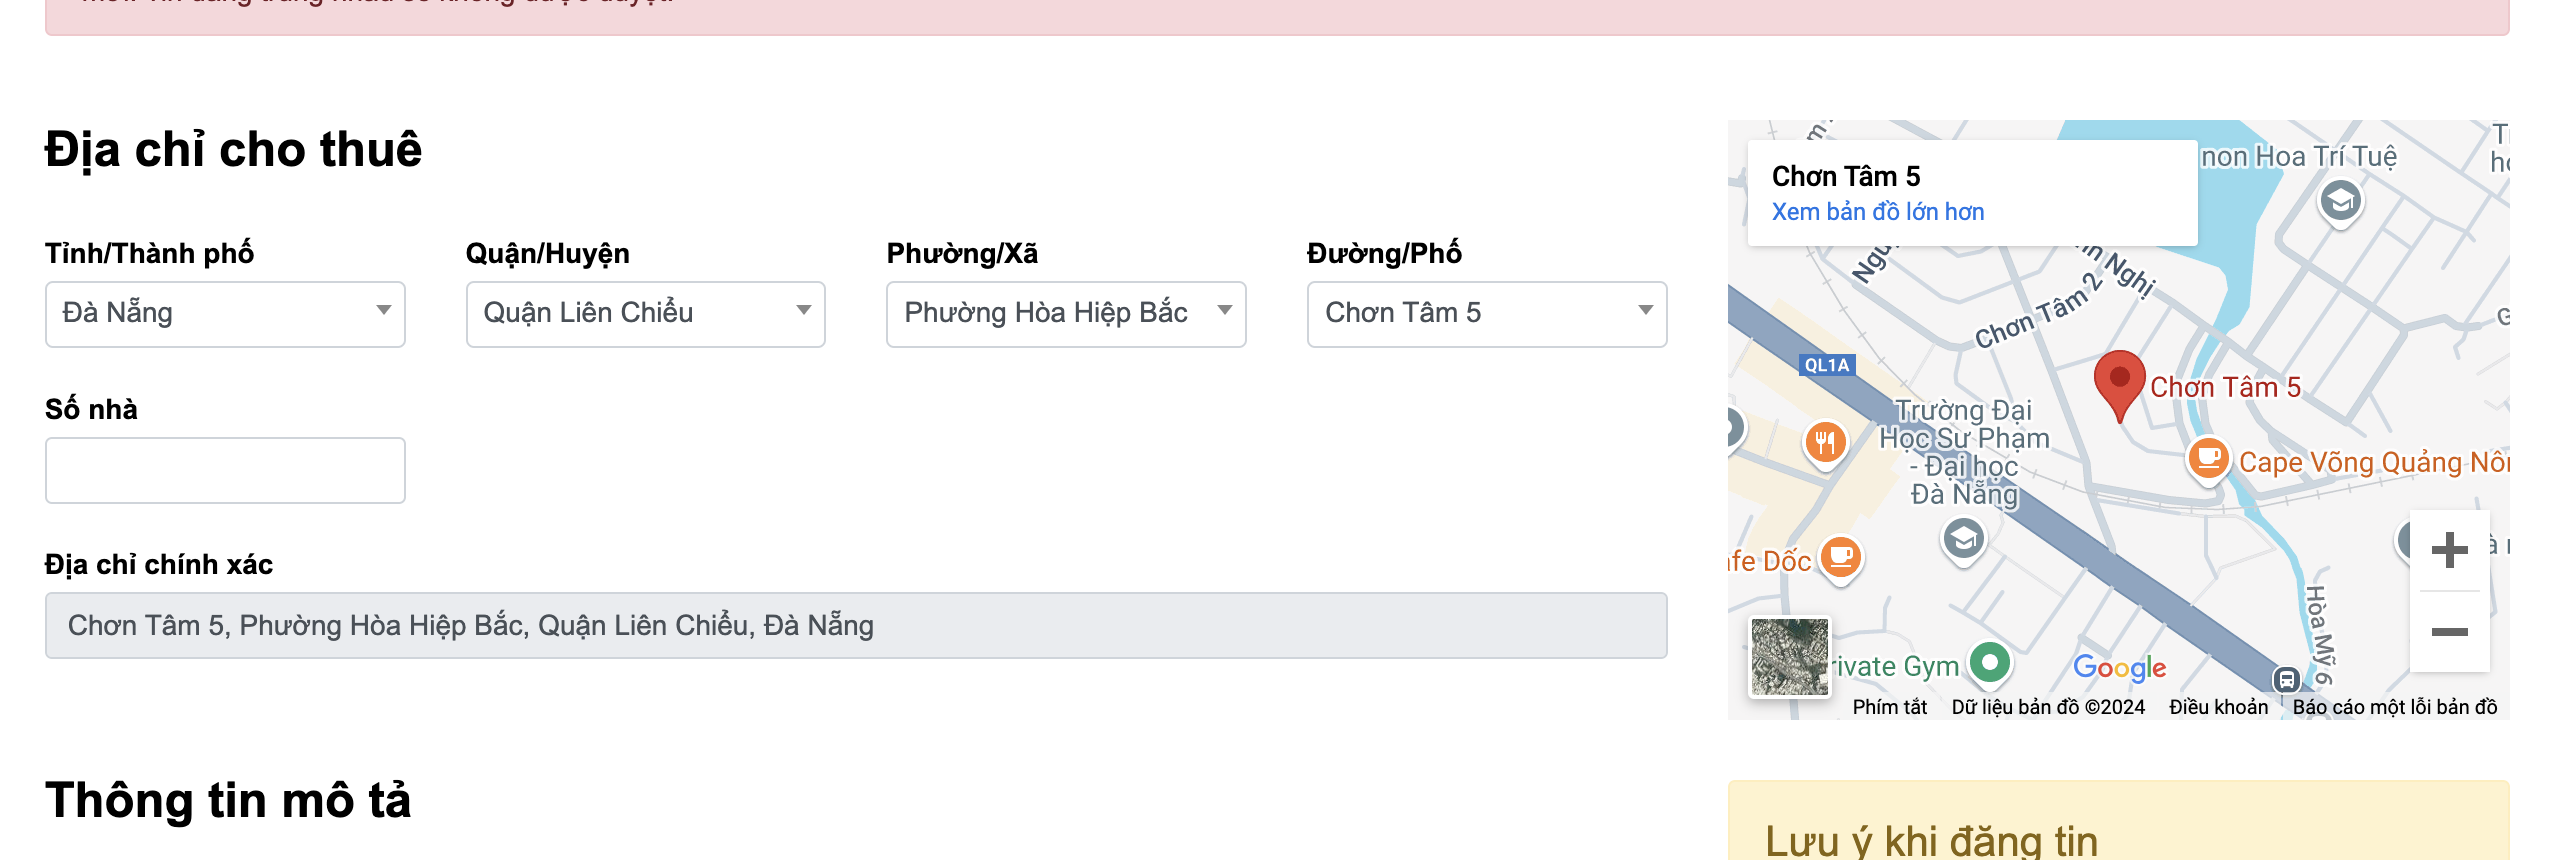 Địa chỉ cho thuê
Tỉnh/Thành phố
Quận/Huyện
Phường/Xã
Đường/Phố
Đà Nẵng
Quận Liên Chiểu
Phường Hòa Hiệp Bắc
Chơn Tâm 5
Số nhà
Địa chỉ chính xác
Chơn Tâm 5, Phường Hòa Hiệp Bắc, Quận Liên Chiểu, Đà Nẵng
Thông tin mô tả
Chơn Tâm 5
Xem bản đồ lớn hơn
non Hoa Trí Tuệ
Nghị
Chơn Tâm 2
QL1A
Chơn Tâm 5
Trường Đại
Học Sư Phạm
- Đại học
Đà Nẵng
Cape Võng Quảng
Dốc
Hòa Mỹ 6
Gym
Google
Phím tắt
Dữ liệu bản đồ ©2024
Điều khoản
Báo cáo một lỗi bản đồ
Lưu ý khi đăng tin